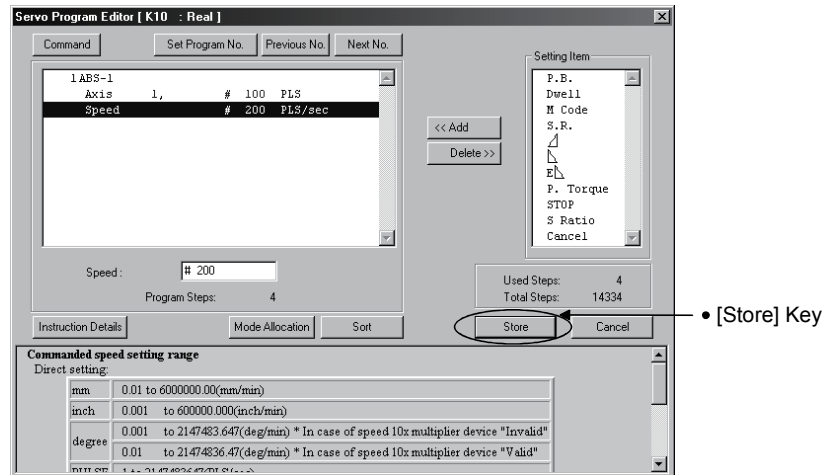 Servo Program Editor [ K10 : Real ]
Command Set Program No. Previous No. Next No.
1 ABS-1
Axis 1, # 100 PLS
Speed # 200 PLS/sec
<< Add
Delete >>
Setting Item
P.B.
Dwell
M Code
S.R.
E
P. Torque
STOP
S Ratio
Cancel
Speed : # 200
Program Steps: 4
Used Steps: 4
Total Steps: 14334
Instruction Details Mode Allocation Sort Store Cancel
• [Store] Key
Commanded speed setting range
Direct setting:
mm 0.01 to 6000000.00(mm/min)
inch 0.001 to 600000.000(inch/min)
degree 0.001 to 2147483.647(deg/min) * In case of speed 10x multiplier device "Invalid"
0.01 to 21474836.47(deg/min) * In case of speed 10x multiplier device "Valid"